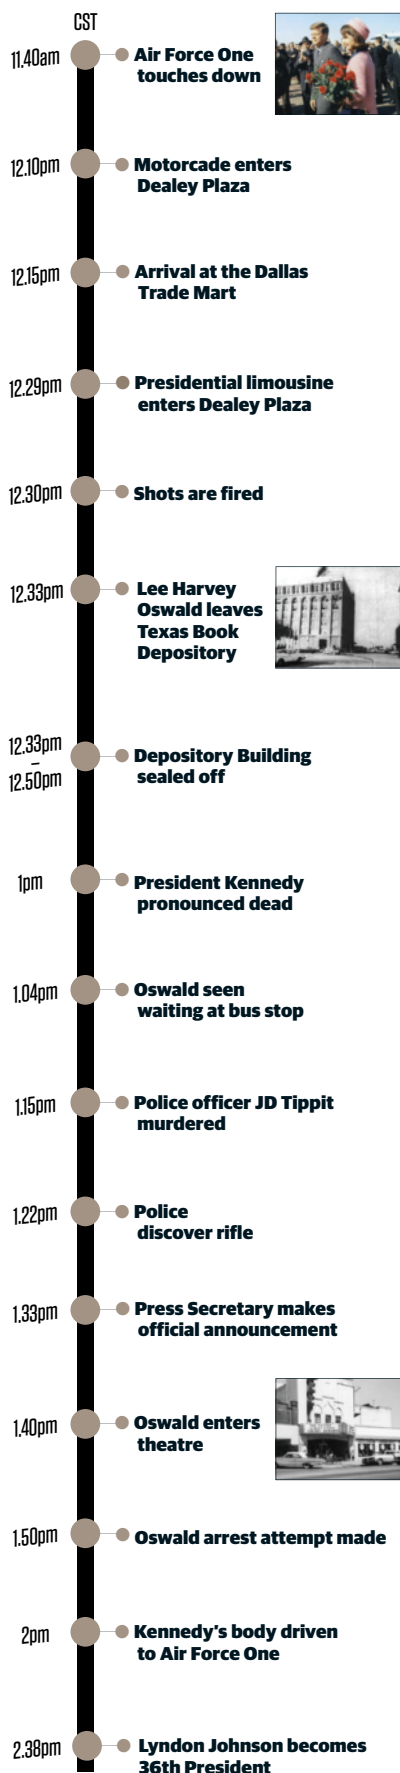 CST
11.40am
Air Force One
touches down
12.10pm
Motorcade enters
Dealey Plaza
12.15pm
Arrival at the Dallas
Trade Mart
12.29pm
Presidential limousine
enters Dealey Plaza
12.30pm
Shots are fired
12.33pm
Lee Harvey
Oswald leaves
Texas Book
Depository
12.33pm
–
12.50pm
Depository Building
sealed off
1pm
President Kennedy
pronounced dead
1.04pm
Oswald seen
waiting at bus stop
1.15pm
Police officer JD Tippit
murdered
1.22pm
Police
discover rifle
1.33pm
Press Secretary makes
official announcement
1.40pm
Oswald enters
theatre
1.50pm
Oswald arrest attempt made
2pm
Kennedy's body driven
to Air Force One
2.38pm
Lyndon Johnson becomes
36th President